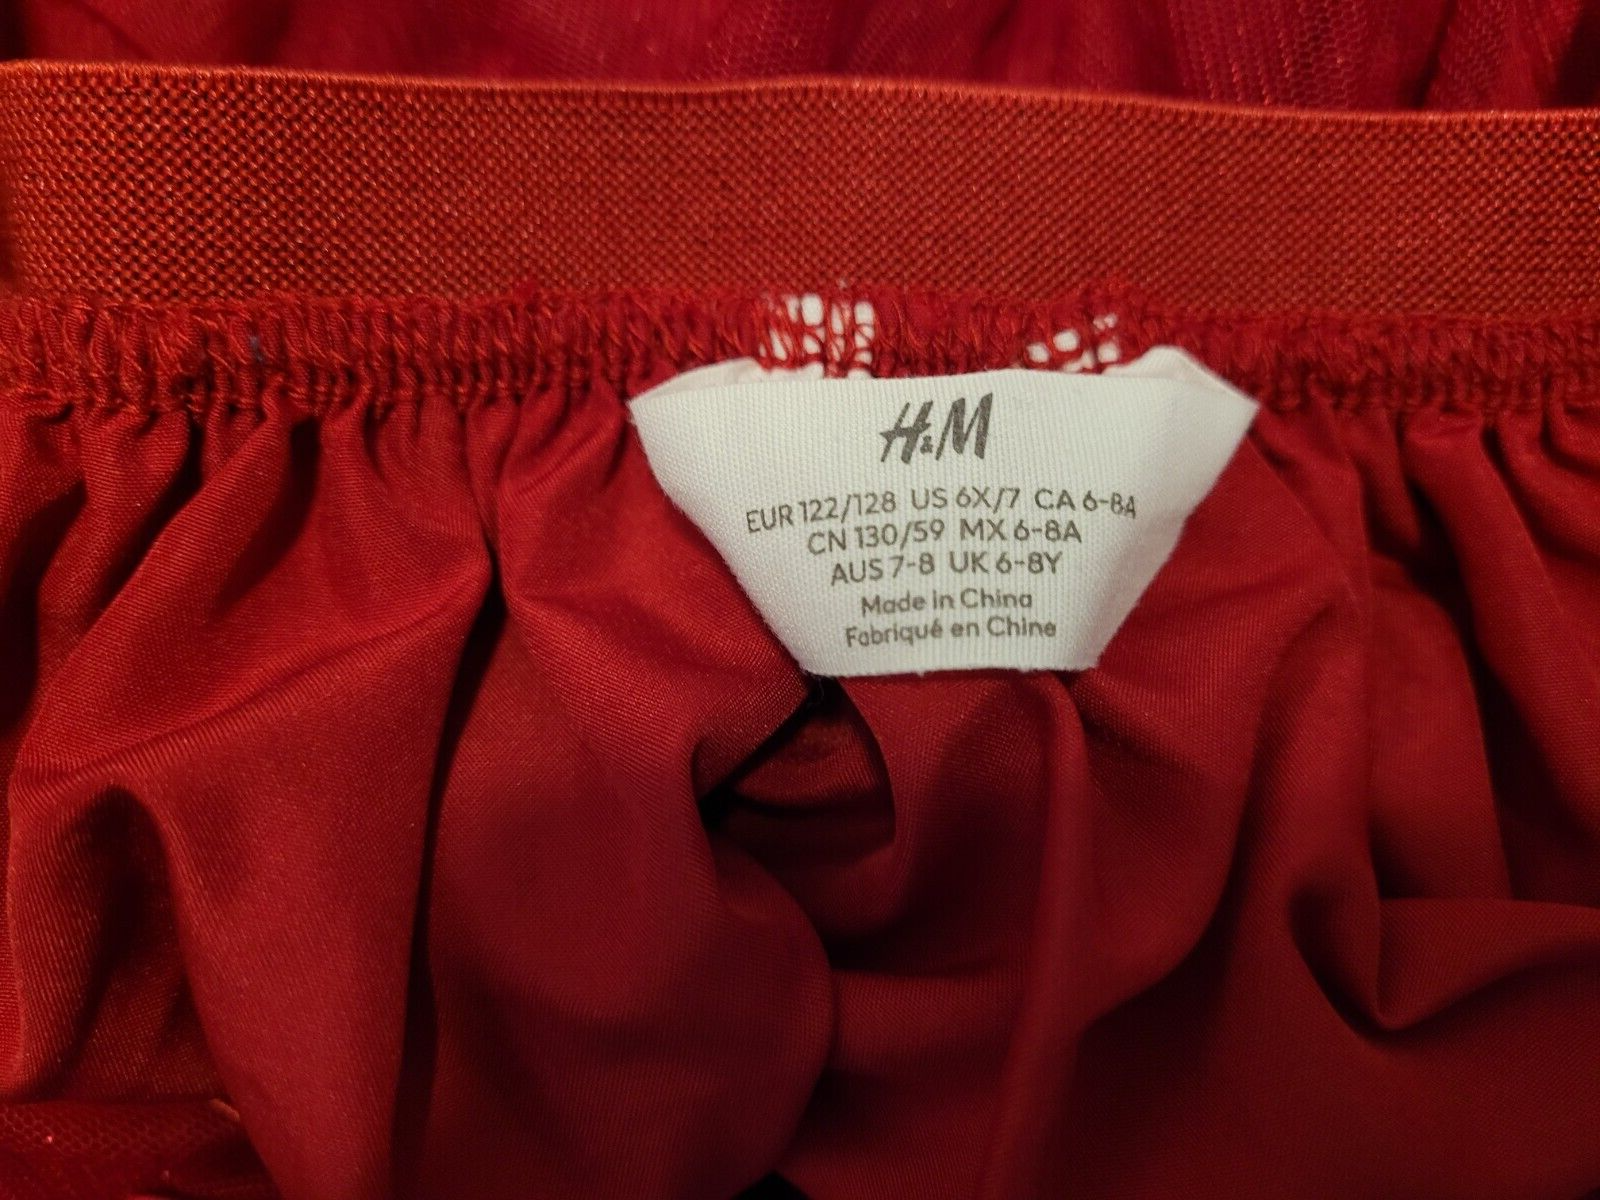 H&M
EUR 122/128 US 6X/7 CA 6-8A
CN 130/59 MX 6-8A
AUS 7-8 UK 6-8Y
Made in China
Fabriqué en Chine